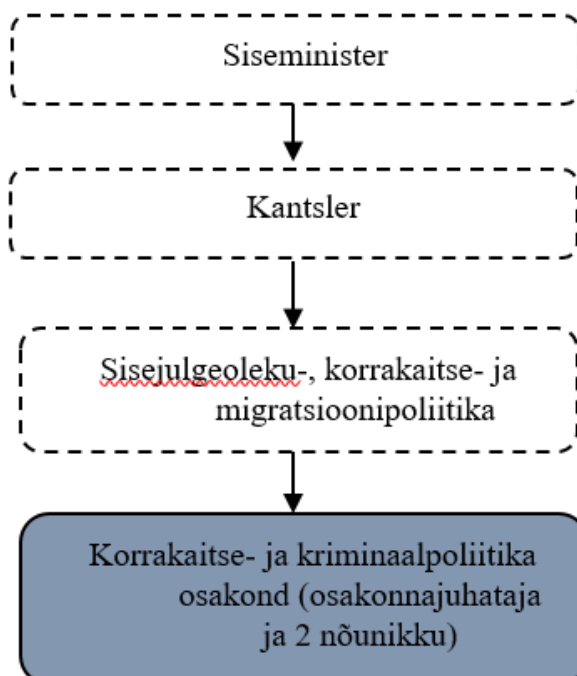 Siseminister
Kantsler
Sisejulgeoleku-, korrakaitse- ja
migratsioonipoliitika
Korrakaitse- ja kriminaalpoliitika
osakond (osakonnajuhataja
ja 2 nõunikku)